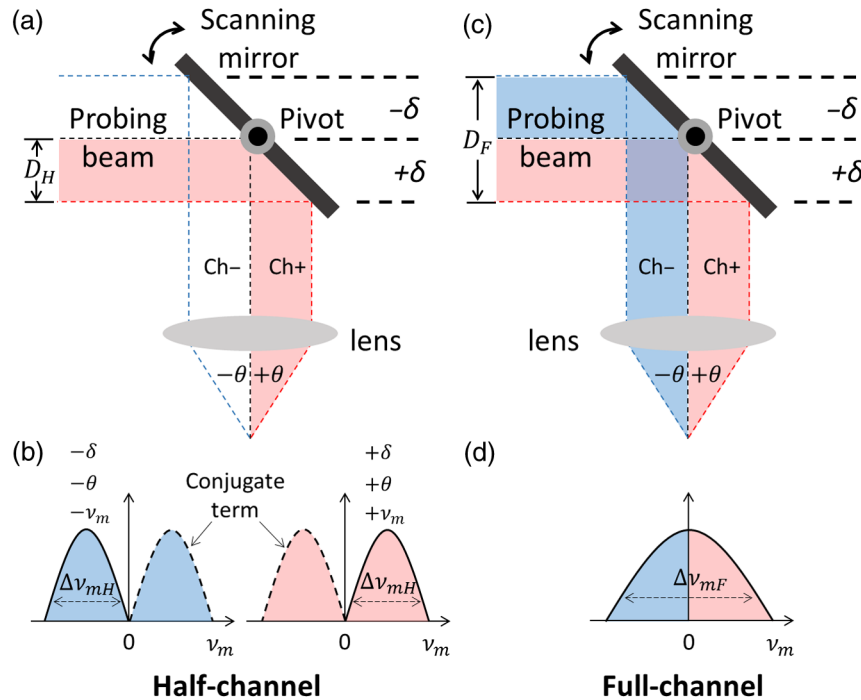 (a)
Scanning
mirror
−δ
Probing
beam
Pivot
+δ
D_H
Ch−
Ch+
lens
−θ
+θ
(c)
Scanning
mirror
−δ
Probing
beam
Pivot
+δ
D_F
Ch−
Ch+
lens
−θ
+θ
(b)
−δ
−θ
−ν_m
Conjugate
term
+δ
+θ
+ν_m
Δν_mH
0
ν_m
Δν_mH
0
ν_m
Half-channel
(d)
Δν_mF
0
ν_m
Full-channel